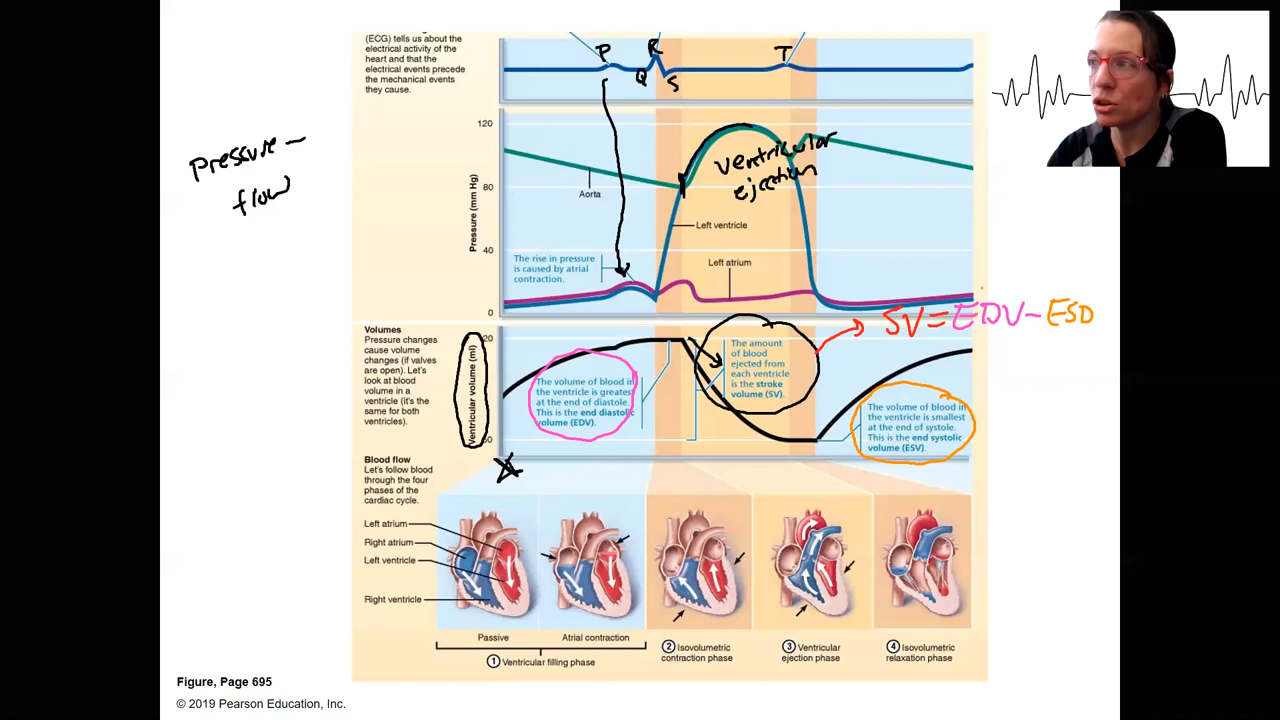 (ECG) tells us about the
electrical activity of the
heart and that the
electrical events precede
the mechanical events
they cause.
P
R
Q
S
T
Pressure –
flow
120
80
40
0
Pressure (mm Hg)
Aorta
ventricular
ejection
Left ventricle
Left atrium
The rise in pressure
is caused by atrial
contraction.
SV = EDV – ESD
Volumes
Pressure changes
cause volume
changes (if valves
are open). Let's
look at blood
volume in a
ventricle (it's the
same for both
ventricles).
20
Ventricular volume (ml)
The volume of blood in
the ventricle is greatest
at the end of diastole.
This is the end diastolic
volume (EDV).
The amount
of blood
ejected from
each ventricle
is the stroke
volume (SV).
The volume of blood in
the ventricle is smallest
at the end of systole.
This is the end systolic
volume (ESV).
Blood flow
Let's follow blood
through the four
phases of the
cardiac cycle.
Left atrium
Right atrium
Left ventricle
Right ventricle
Passive
Atrial contraction
1 Ventricular filling phase
2 Isovolumetric
contraction phase
3 Ventricular
ejection phase
4 Isovolumetric
relaxation phase
Figure, Page 695
© 2019 Pearson Education, Inc.